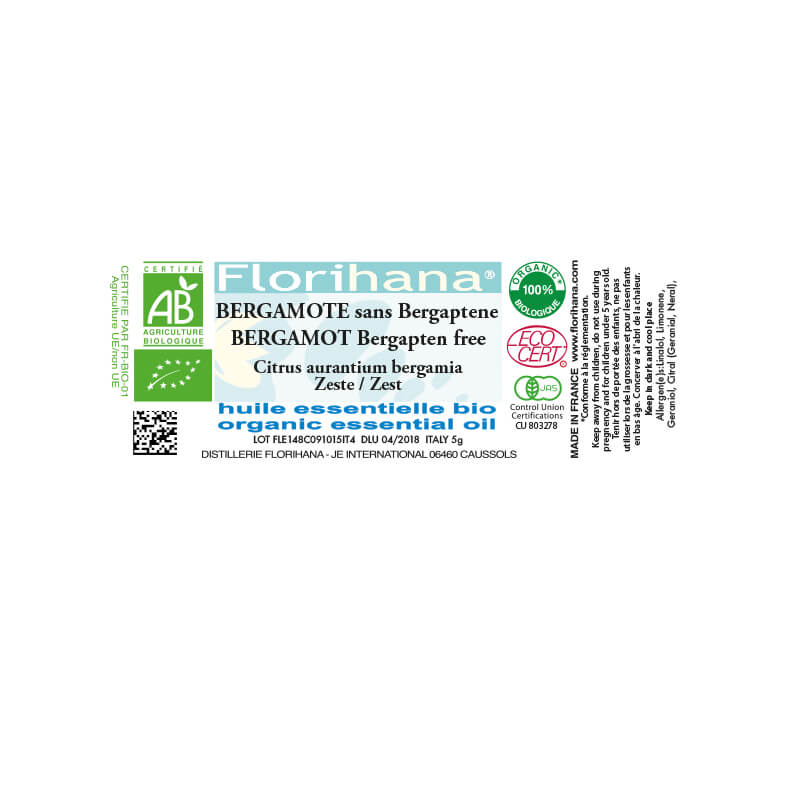 CERTIFIE PAR FR-BIO-01
Agriculture UE/non UE
CERTIFIÉ
AB
AGRICULTURE
BIOLOGIQUE
Florihana®
BERGAMOTE sans Bergaptene
BERGAMOT Bergapten free
Citrus aurantium bergamia
Zeste / Zest
huile essentielle bio
organic essential oil
LOT FLE148C091015IT4 DLU 04/2018 ITALY 5g
DISTILLERIE FLORIHANA - JE INTERNATIONAL 06460 CAUSSOLS
ORGANIC*
100%
BIOLOGIQUE
ECO
CERT®
JAS
Control Union
Certifications
CU 803278
MADE IN FRANCE www.florihana.com
*Conforme à la réglementation.
Keep away from children, do not use during
pregnency and for children under 5 years old.
Tenir hors de portée des enfants, ne pas
utiliser lors de la grossesse et pour les enfants
en bas âge. Concerver à l'abri de la chaleur.
Keep in dark and cool place
Allergen(e)s:Linalol, Limonene,
Geraniol, Citral (Geranial, Neral),